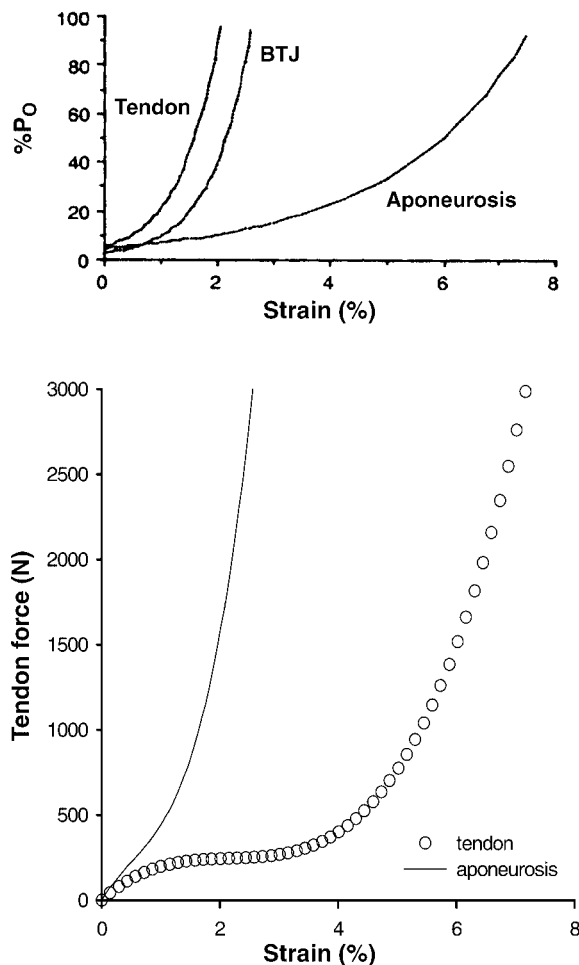 100
80
60
40
20
0
%PO
Tendon
BTJ
Aponeurosis
0 2 4 6 8
Strain (%)
3000
2500
2000
1500
1000
500
0
Tendon force (N)
tendon
aponeurosis
0 2 4 6 8
Strain (%)